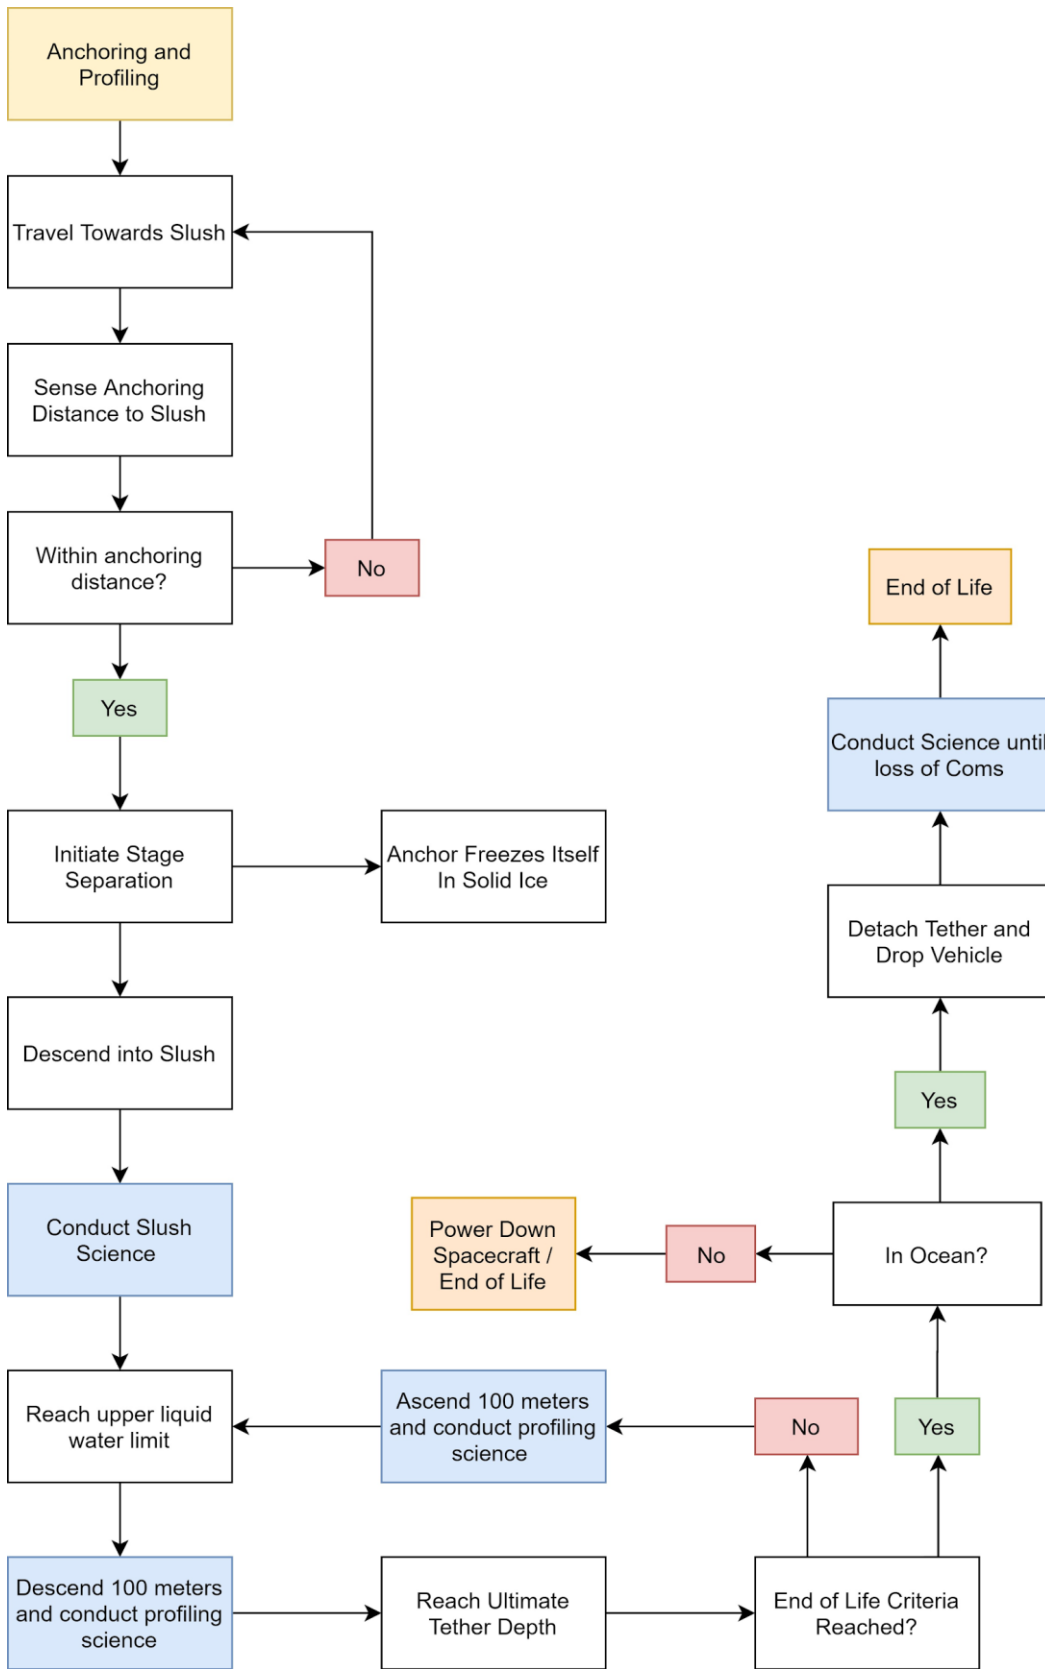 Anchoring and
Profiling
Travel Towards Slush
Sense Anchoring
Distance to Slush
Within anchoring
distance?
No
Yes
Initiate Stage
Separation
Anchor Freezes Itself
In Solid Ice
Descend into Slush
Conduct Slush
Science
Reach upper liquid
water limit
Descend 100 meters
and conduct profiling
science
Reach Ultimate
Tether Depth
End of Life Criteria
Reached?
No
Ascend 100 meters
and conduct profiling
science
Yes
In Ocean?
No
Power Down
Spacecraft /
End of Life
Yes
Detach Tether and
Drop Vehicle
Conduct Science until
loss of Coms
End of Life